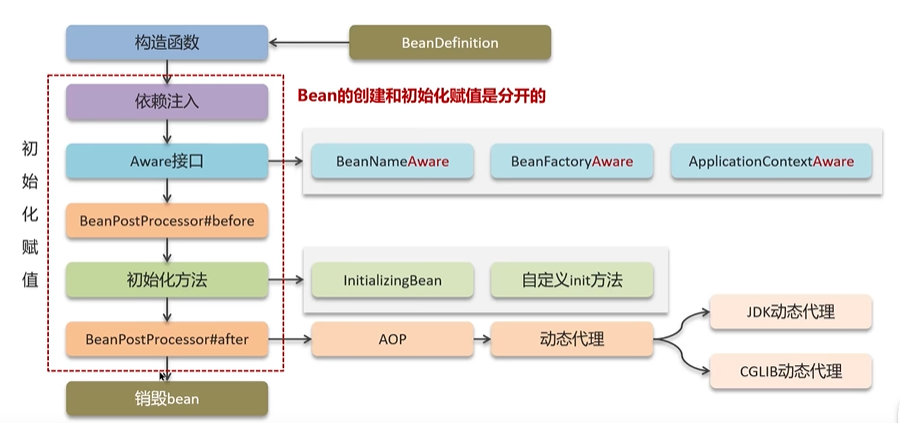 构造函数
BeanDefinition
依赖注入
Bean的创建和初始化赋值是分开的
初始化赋值
Aware接口
BeanNameAware
BeanFactoryAware
ApplicationContextAware
BeanPostProcessor#before
初始化方法
InitializingBean
自定义init方法
BeanPostProcessor#after
AOP
动态代理
JDK动态代理
CGLIB动态代理
销毁bean